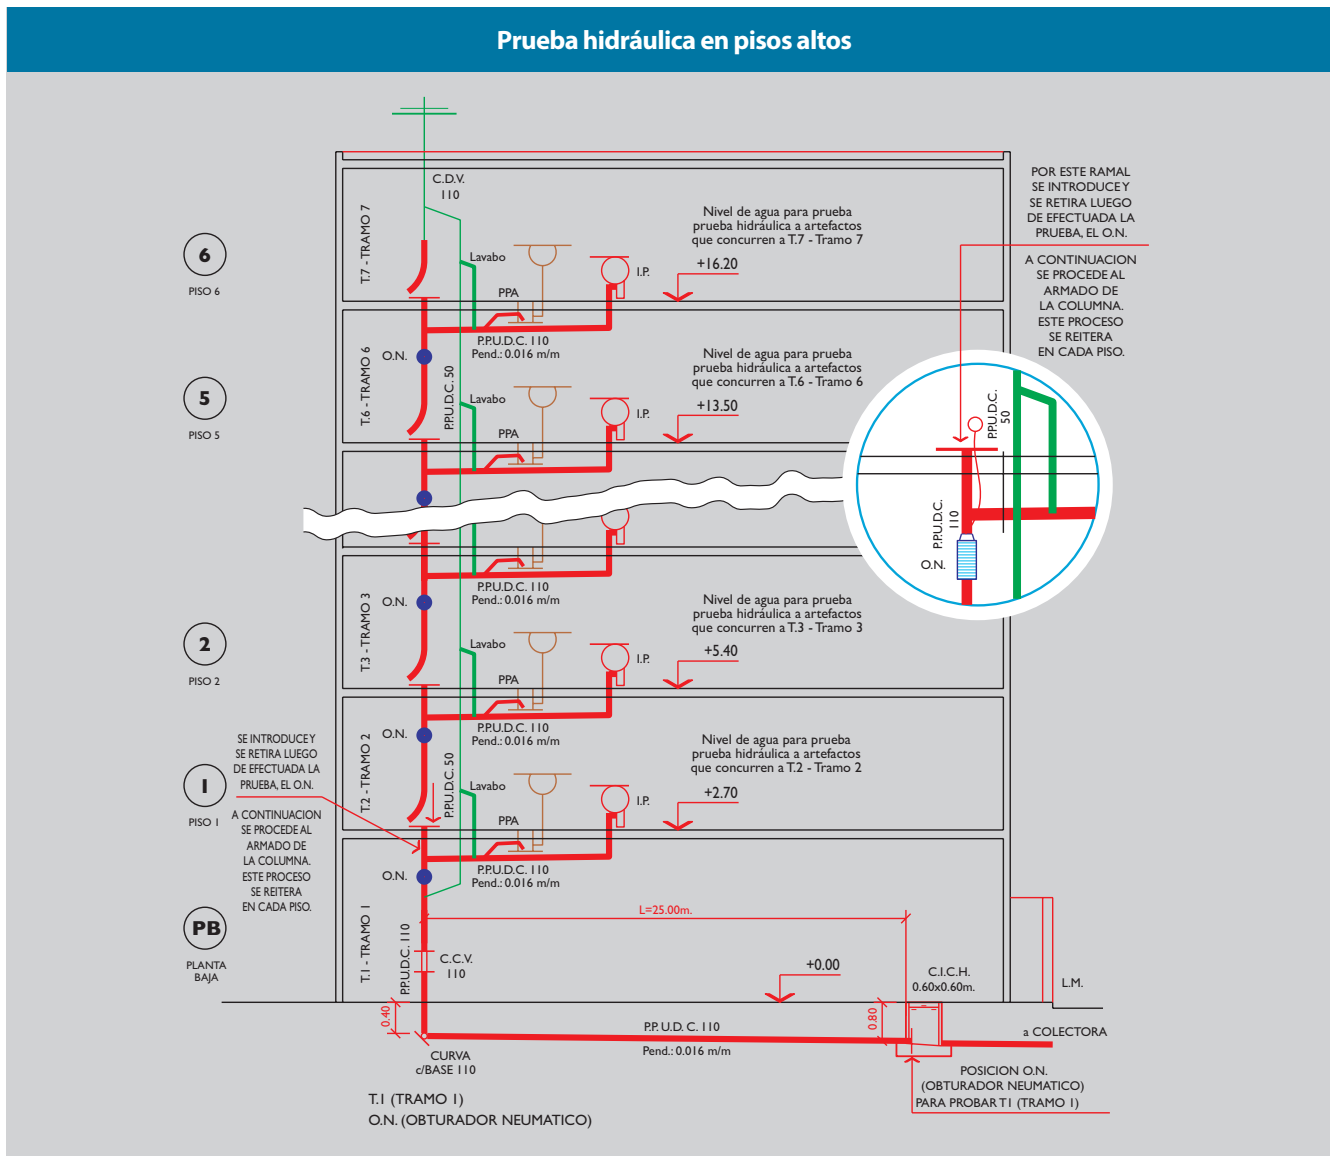 Prueba hidráulica en pisos altos
C.D.V.
110
T.7 - TRAMO 7
Nivel de agua para prueba
prueba hidráulica a artefactos
que concurren a T.7 - Tramo 7
+16.20
6
PISO 6
Lavabo
PPA
I.P.
P.P.U.D.C. 110
Pend.: 0.016 m/m
O.N.
T.6 - TRAMO 6
P.P.U.D.C. 50
Nivel de agua para prueba
prueba hidráulica a artefactos
que concurren a T.6 - Tramo 6
+13.50
5
PISO 5
Lavabo
PPA
I.P.
POR ESTE RAMAL
SE INTRODUCE Y
SE RETIRA LUEGO
DE EFECTUADA LA
PRUEBA, EL O.N.
A CONTINUACION
SE PROCEDE AL
ARMADO DE
LA COLUMNA.
ESTE PROCESO
SE REITERA
EN CADA PISO.
P.P.U.D.C.
50
P.P.U.D.C.
110
O.N.
P.P.U.D.C. 110
Pend.: 0.016 m/m
O.N.
T.3 - TRAMO 3
Nivel de agua para prueba
prueba hidráulica a artefactos
que concurren a T.3 - Tramo 3
+5.40
2
PISO 2
Lavabo
PPA
I.P.
P.P.U.D.C. 110
Pend.: 0.016 m/m
O.N.
T.2 - TRAMO 2
P.P.U.D.C. 50
Nivel de agua para prueba
prueba hidráulica a artefactos
que concurren a T.2 - Tramo 2
+2.70
1
PISO 1
Lavabo
PPA
I.P.
SE INTRODUCE Y
SE RETIRA LUEGO
DE EFECTUADA LA
PRUEBA, EL O.N.
A CONTINUACION
SE PROCEDE AL
ARMADO DE
LA COLUMNA.
ESTE PROCESO
SE REITERA
EN CADA PISO.
P.P.U.D.C. 110
Pend.: 0.016 m/m
O.N.
T.1 - TRAMO 1
P.P.U.D.C. 110
L=25.00m.
PB
PLANTA
BAJA
C.C.V.
110
+0.00
C.I.C.H.
0.60x0.60m.
L.M.
0.40
0.80
P.P. U.D. C. 110
Pend.: 0.016 m/m
a COLECTORA
CURVA
c/BASE 110
POSICION O.N.
(OBTURADOR NEUMATICO)
PARA PROBAR T1 (TRAMO 1)
T.1 (TRAMO 1)
O.N. (OBTURADOR NEUMATICO)